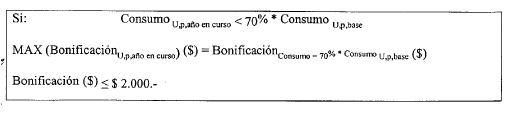 Si: Consumo U,p,año en curso < 70% * Consumo U,p,base
MAX (Bonificación U,p,año en curso) ($) = Bonificación Consumo = 70% * Consumo U,p,base ($)
Bonificación ($) ≤ $ 2.000.-